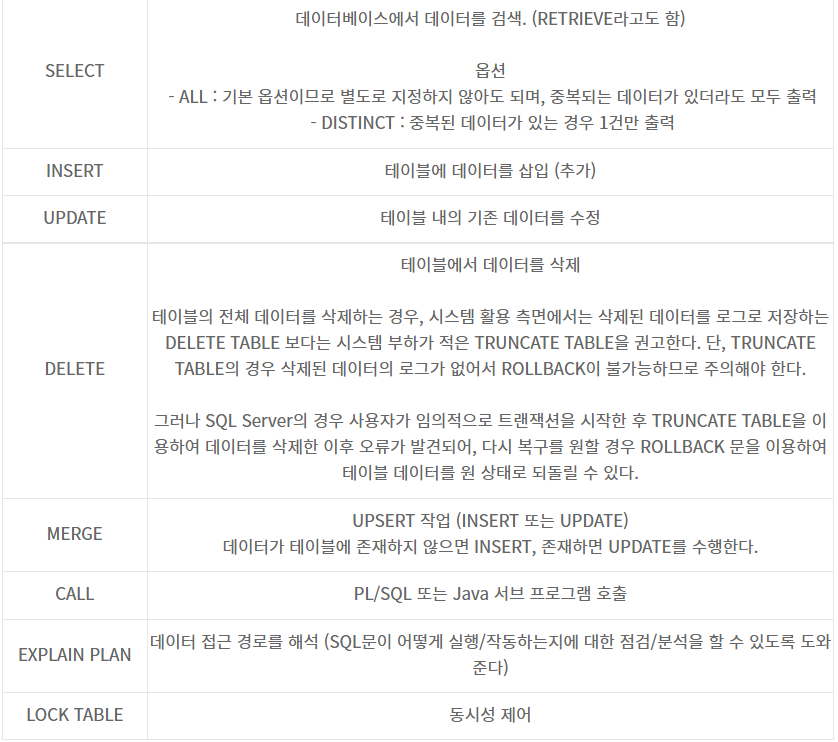 데이터베이스에서 데이터를 검색. (RETRIEVE라고도 함)
SELECT
옵션
- ALL : 기본 옵션이므로 별도로 지정하지 않아도 되며, 중복되는 데이터가 있더라도 모두 출력
- DISTINCT : 중복된 데이터가 있는 경우 1건만 출력
INSERT
테이블에 데이터를 삽입 (추가)
UPDATE
테이블 내의 기존 데이터를 수정
DELETE
테이블에서 데이터를 삭제
테이블의 전체 데이터를 삭제하는 경우, 시스템 활용 측면에서는 삭제된 데이터를 로그로 저장하는
DELETE TABLE 보다는 시스템 부하가 적은 TRUNCATE TABLE을 권고한다. 단, TRUNCATE
TABLE의 경우 삭제된 데이터의 로그가 없어서 ROLLBACK이 불가능하므로 주의해야 한다.
그러나 SQL Server의 경우 사용자가 임의적으로 트랜잭션을 시작한 후 TRUNCATE TABLE을 이
용하여 데이터를 삭제한 이후 오류가 발견되어, 다시 복구를 원할 경우 ROLLBACK 문을 이용하여
테이블 데이터를 원 상태로 되돌릴 수 있다.
MERGE
UPSERT 작업 (INSERT 또는 UPDATE)
데이터가 테이블에 존재하지 않으면 INSERT, 존재하면 UPDATE를 수행한다.
CALL
PL/SQL 또는 Java 서브 프로그램 호출
EXPLAIN PLAN
데이터 접근 경로를 해석 (SQL문이 어떻게 실행/작동하는지에 대한 점검/분석을 할 수 있도록 도와
준다)
LOCK TABLE
동시성 제어